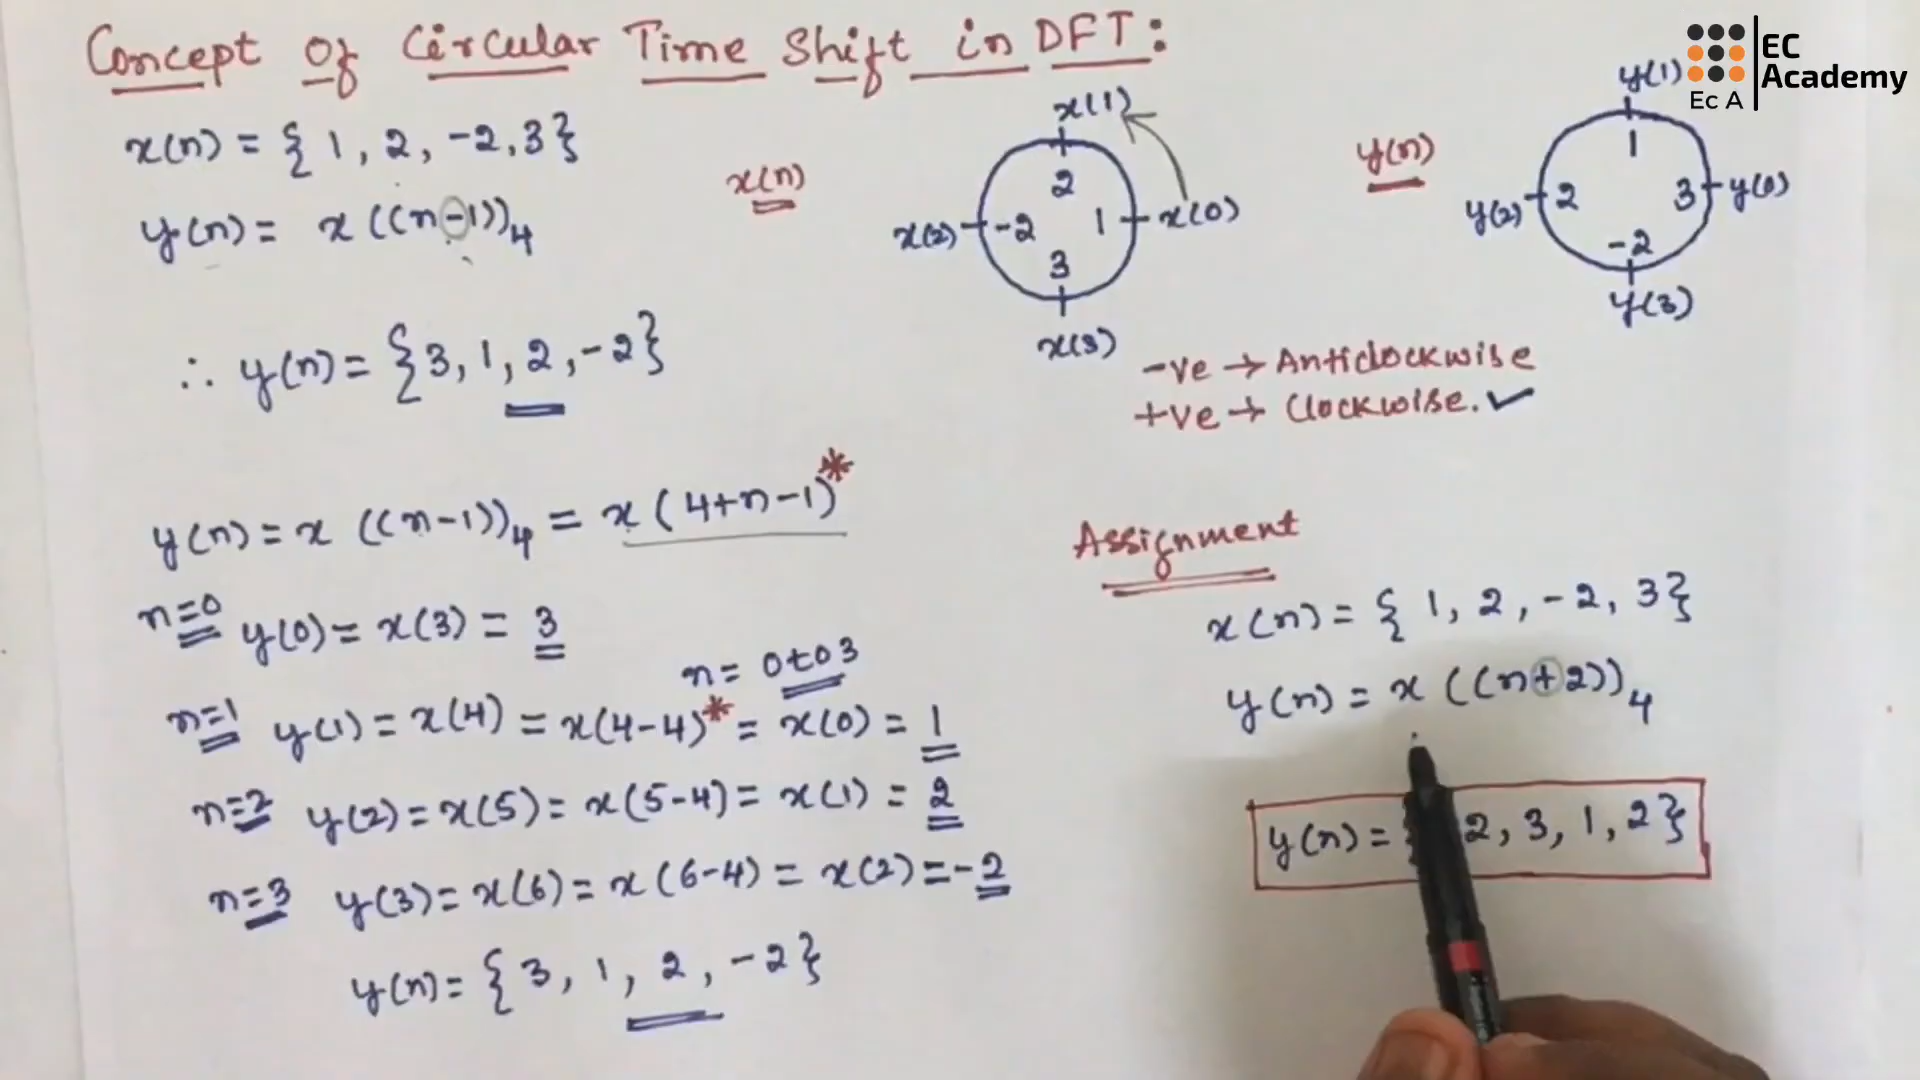 Concept Of Circular Time Shift in DFT:
EC
Academy
Ec A
x(n) = { 1, 2, -2, 3}
y(n) = x ((n-1))4
∴ y(n) = {3, 1, 2, -2}
x(n)
x(1)
2
x(2) -2
1 x(0)
3
x(3)
y(n)
y(1)
1
y(2) 2
3 y(0)
-2
y(3)
-ve → Anticlockwise
+ve → Clockwise. ✓
y(n) = x ((n-1))4 = x (4+n-1)*
n=0 y(0) = x(3) = 3
n = 0 to 3
n=1 y(1) = x(4) = x(4-4)* = x(0) = 1
n=2 y(2) = x(5) = x(5-4) = x(1) = 2
n=3 y(3) = x(6) = x(6-4) = x(2) = -2
y(n) = { 3, 1, 2, -2}
Assignment
x(n) = { 1, 2, -2, 3}
y(n) = x ((n+2))4
y(n) = 2, 3, 1, 2}